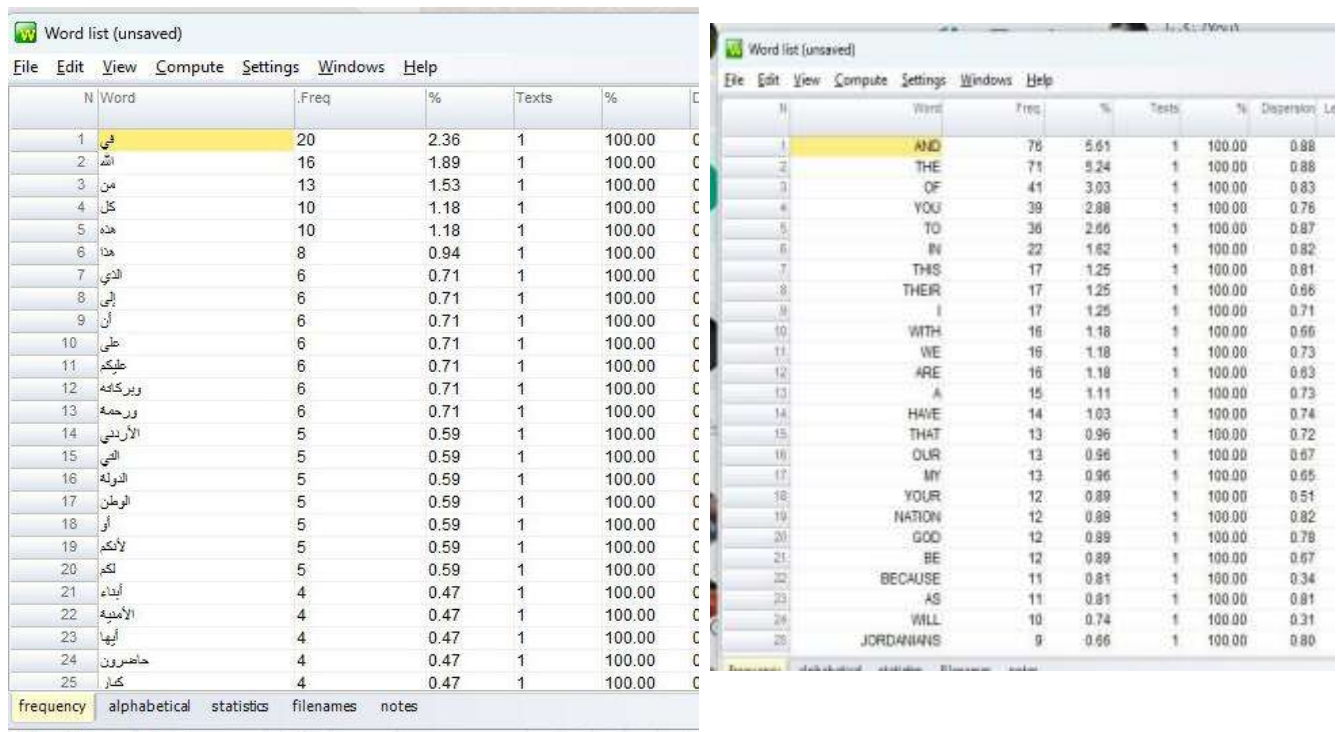 Word list (unsaved)
File Edit View Compute Settings Windows Help
N Word .Freq % Texts %
1 في 20 2.36 1 100.00
2 الله 16 1.89 1 100.00
3 من 13 1.53 1 100.00
4 كل 10 1.18 1 100.00
5 هذه 10 1.18 1 100.00
6 هذا 8 0.94 1 100.00
7 الذي 6 0.71 1 100.00
8 إلى 6 0.71 1 100.00
9 أن 6 0.71 1 100.00
10 على 6 0.71 1 100.00
11 عليكم 6 0.71 1 100.00
12 وبركاته 6 0.71 1 100.00
13 ورحمة 6 0.71 1 100.00
14 الأردني 5 0.59 1 100.00
15 التي 5 0.59 1 100.00
16 الدولة 5 0.59 1 100.00
17 الوطن 5 0.59 1 100.00
18 أو 5 0.59 1 100.00
19 لأنكم 5 0.59 1 100.00
20 لكم 5 0.59 1 100.00
21 أبناء 4 0.47 1 100.00
22 الأمنية 4 0.47 1 100.00
23 أيها 4 0.47 1 100.00
24 حاضرون 4 0.47 1 100.00
25 كبار 4 0.47 1 100.00
frequency alphabetical statistics filenames notes
Word list (unsaved)
File Edit View Compute Settings Windows Help
N Word Freq. % Texts % Dispersion
1 AND 76 5.61 1 100.00 0.88
2 THE 71 5.24 1 100.00 0.88
3 OF 41 3.03 1 100.00 0.83
4 YOU 39 2.88 1 100.00 0.76
5 TO 36 2.66 1 100.00 0.87
6 IN 22 1.62 1 100.00 0.82
7 THIS 17 1.25 1 100.00 0.81
8 THEIR 17 1.25 1 100.00 0.66
9 I 17 1.25 1 100.00 0.71
10 WITH 16 1.18 1 100.00 0.66
11 WE 16 1.18 1 100.00 0.73
12 ARE 16 1.18 1 100.00 0.63
13 A 15 1.11 1 100.00 0.73
14 HAVE 14 1.03 1 100.00 0.74
15 THAT 13 0.96 1 100.00 0.72
16 OUR 13 0.96 1 100.00 0.67
17 MY 13 0.96 1 100.00 0.65
18 YOUR 12 0.89 1 100.00 0.51
19 NATION 12 0.89 1 100.00 0.82
20 GOD 12 0.89 1 100.00 0.78
21 BE 12 0.89 1 100.00 0.67
22 BECAUSE 11 0.81 1 100.00 0.34
23 AS 11 0.81 1 100.00 0.81
24 WILL 10 0.74 1 100.00 0.31
25 JORDANIANS 9 0.66 1 100.00 0.80